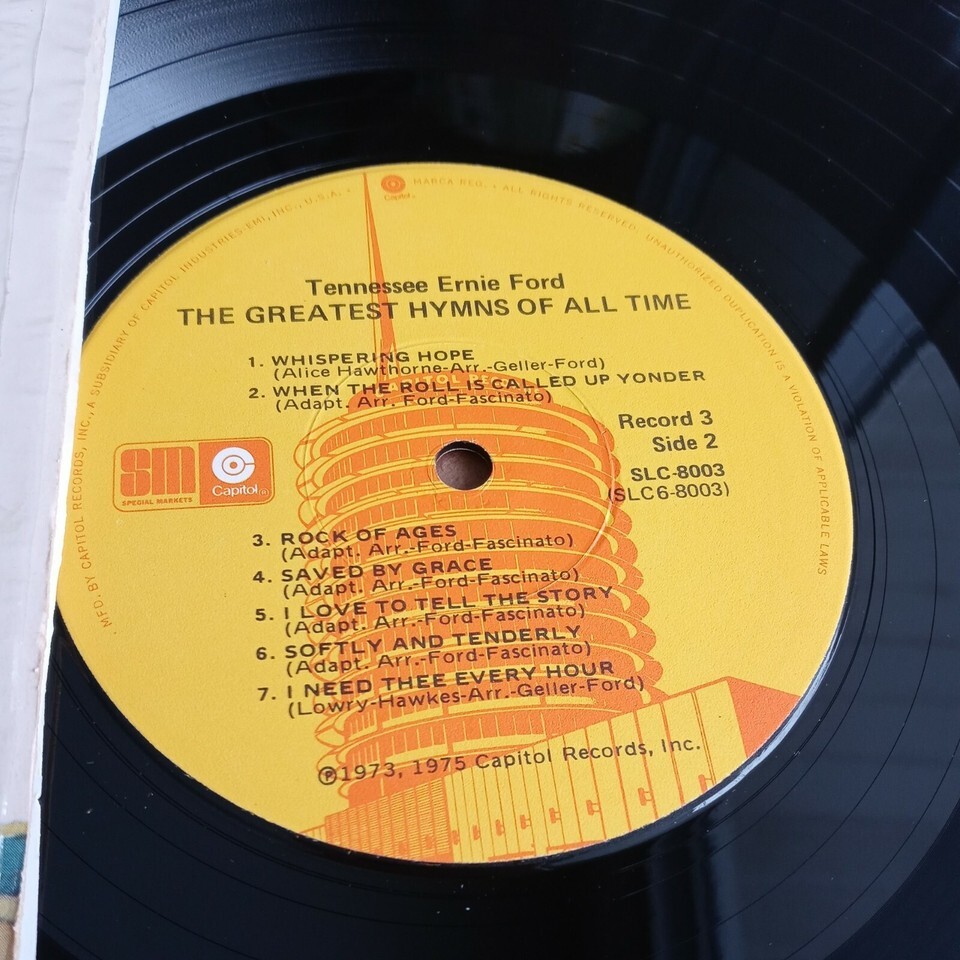 MFD. BY CAPITOL RECORDS, INC., A SUBSIDIARY OF CAPITOL INDUSTRIES-EMI, INC., U.S.A. •
Capitol®
MARCA REG. • ALL RIGHTS RESERVED. UNAUTHORIZED DUPLICATION IS A VIOLATION OF APPLICABLE LAWS
Tennessee Ernie Ford
THE GREATEST HYMNS OF ALL TIME
1. WHISPERING HOPE
(Alice Hawthorne-Arr.-Geller-Ford)
2. WHEN THE ROLL IS CALLED UP YONDER
(Adapt. Arr. Ford-Fascinato)
CAPITOL RE
Record 3
Side 2
SLC-8003
(SLC6-8003)
SM
SPECIAL MARKETS
Capitol®
3. ROCK OF AGES
(Adapt. Arr.-Ford-Fascinato)
4. SAVED BY GRACE
(Adapt. Arr.-Ford-Fascinato)
5. I LOVE TO TELL THE STORY
(Adapt. Arr.-Ford-Fascinato)
6. SOFTLY AND TENDERLY
(Adapt. Arr.-Ford-Fascinato)
7. I NEED THEE EVERY HOUR
(Lowry-Hawkes-Arr.-Geller-Ford)
℗1973, 1975 Capitol Records, Inc.